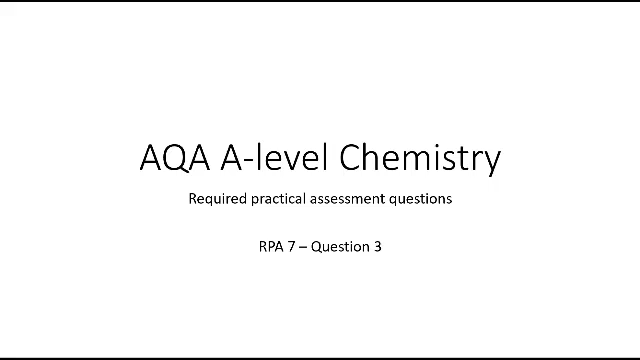 AQA A-level Chemistry
Required practical assessment questions
RPA 7 – Question 3